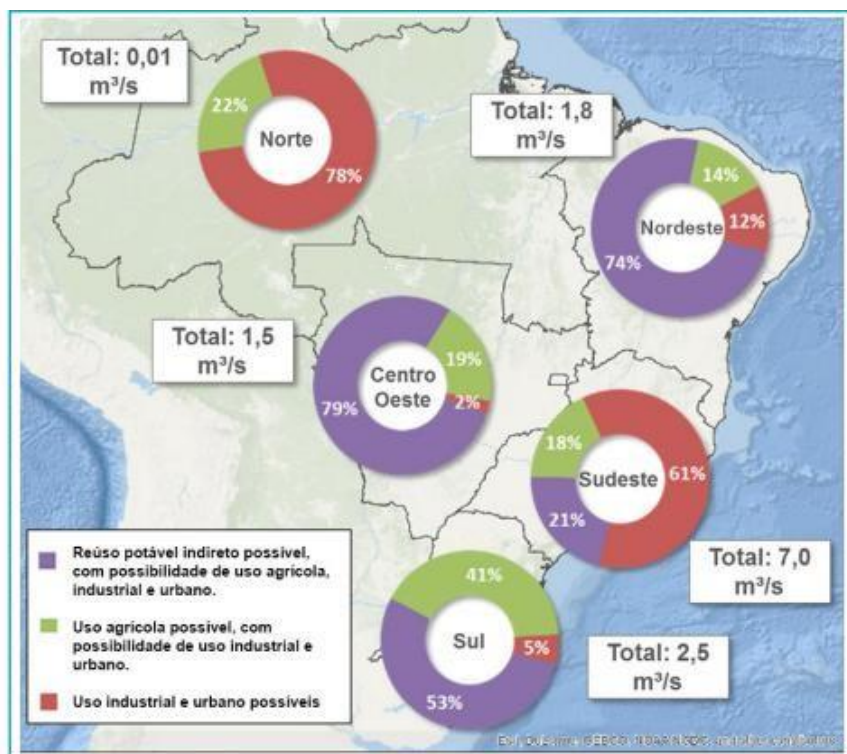 Total: 0,01
m³/s
22%
Norte
78%
Total: 1,8
m³/s
14%
12%
Nordeste
74%
Total: 1,5
m³/s
19%
Centro
Oeste
2%
79%
18%
61%
Sudeste
21%
Total: 7,0
m³/s
Reúso potável indireto possivel,
com possibilidade de uso agrícola,
industrial e urbano.
Uso agrícola possível, com
possibilidade de uso industrial e
urbano.
Uso industrial e urbano possíveis
41%
Sul
5%
53%
Total: 2,5
m³/s